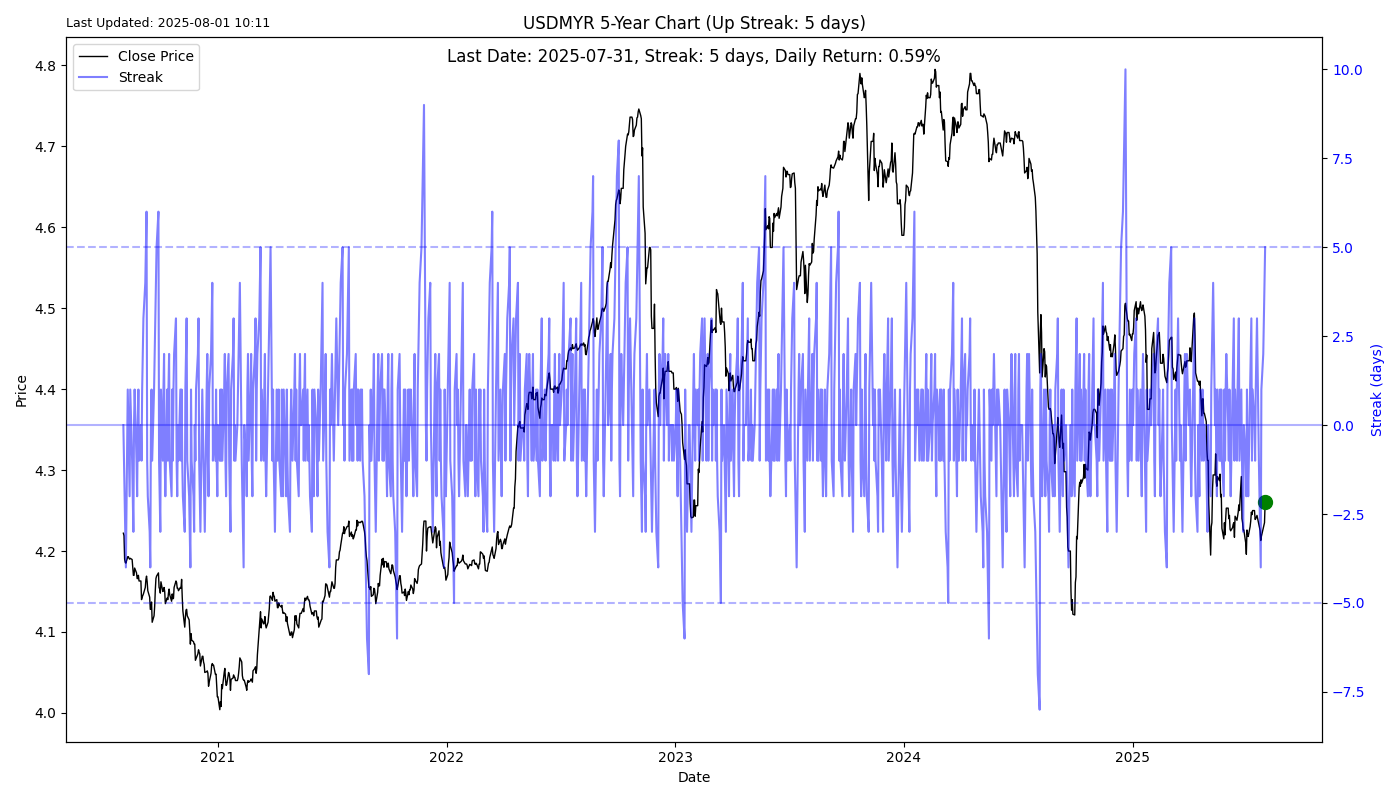 Last Updated: 2025-08-01 10:11
USDMYR 5-Year Chart (Up Streak: 5 days)
Last Date: 2025-07-31, Streak: 5 days, Daily Return: 0.59%
Close Price
Streak
4.8
4.7
4.6
4.5
4.4
4.3
4.2
4.1
4.0
Price
10.0
7.5
5.0
2.5
0.0
−2.5
−5.0
−7.5
Streak (days)
2021
2022
2023
2024
2025
Date